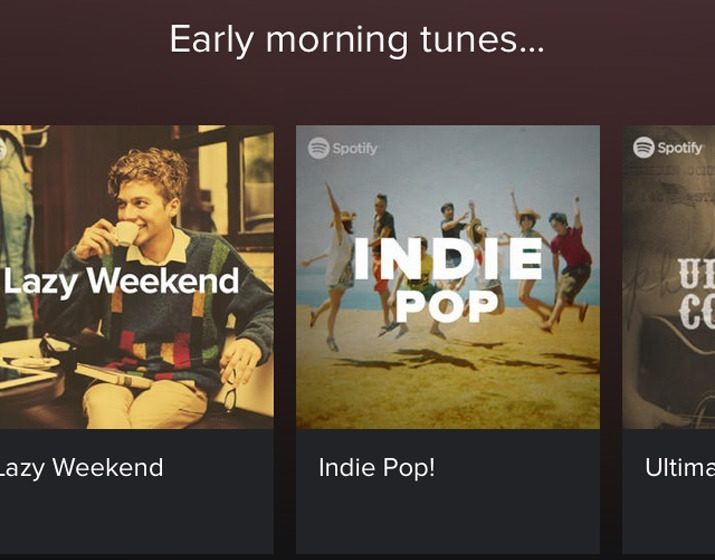 Early morning tunes...
Spotify
Spotify
Lazy Weekend
INDIE
POP
Lazy Weekend
Indie Pop!